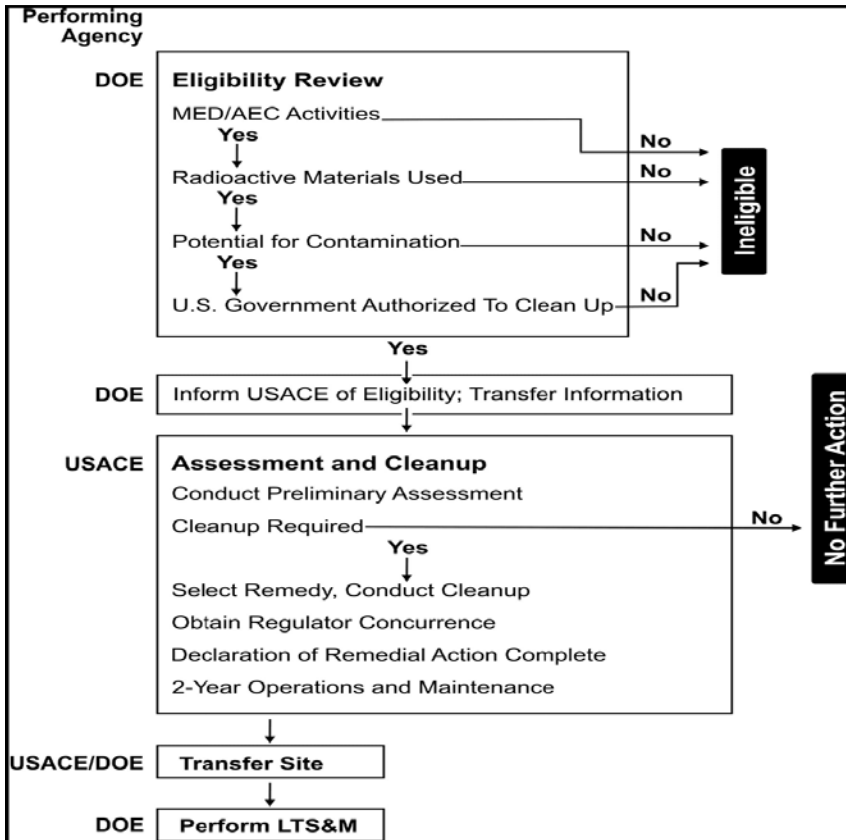 Performing
Agency
DOE
Eligibility Review
MED/AEC Activities
Yes
No
Radioactive Materials Used
No
Yes
Potential for Contamination
No
Yes
U.S. Government Authorized To Clean Up
No
Ineligible
Yes
DOE
Inform USACE of Eligibility; Transfer Information
USACE
Assessment and Cleanup
Conduct Preliminary Assessment
Cleanup Required
No
No Further Action
Yes
Select Remedy, Conduct Cleanup
Obtain Regulator Concurrence
Declaration of Remedial Action Complete
2-Year Operations and Maintenance
USACE/DOE
Transfer Site
DOE
Perform LTS&M